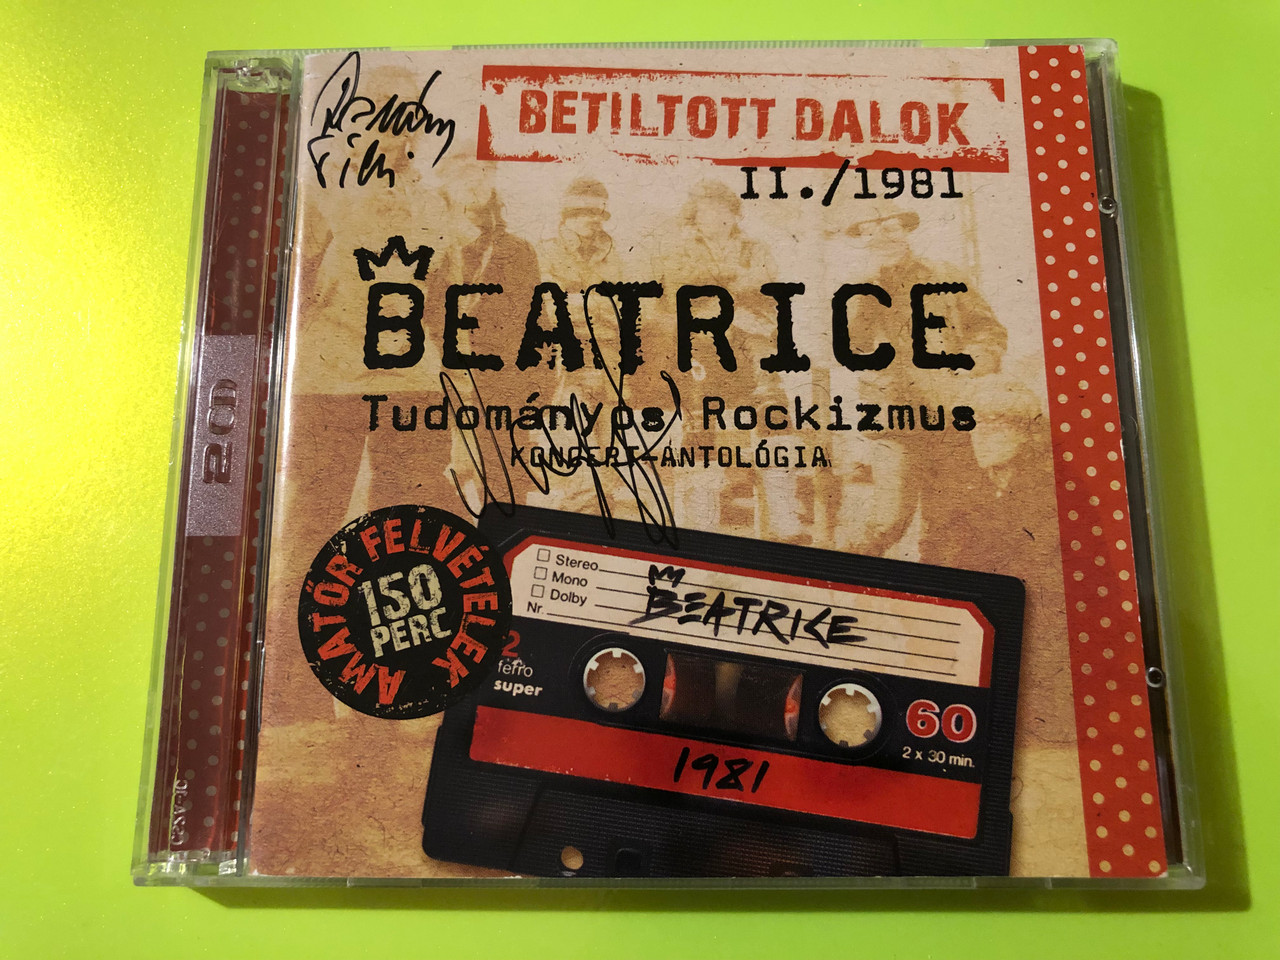 BETILTOTT DALOK
II./1981
BEATRICE
Tudományos Rockizmus
KONCERT-ANTOLÓGIA
AMATŐR FELVÉTELEK
150
PERC
Stereo
Mono
Dolby
Nr.
BEATRICE
2
ferro
super
60
2 x 30 min.
1981
2CD